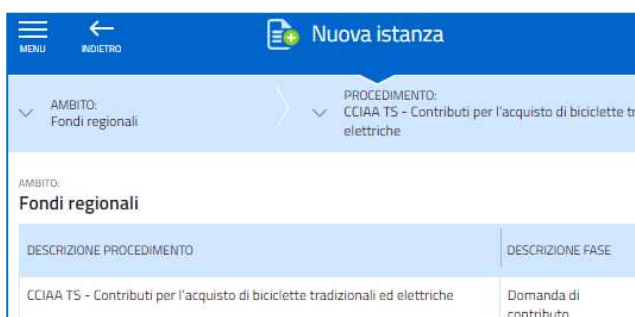 MENU
INDIETRO
Nuova istanza
AMBITO:
Fondi regionali
PROCEDIMENTO:
CCIAA TS - Contributi per l'acquisto di biciclette
elettriche
AMBITO:
Fondi regionali
DESCRIZIONE PROCEDIMENTO
DESCRIZIONE FASE
CCIAA TS - Contributi per l'acquisto di biciclette tradizionali ed elettriche
Domanda di
contributo